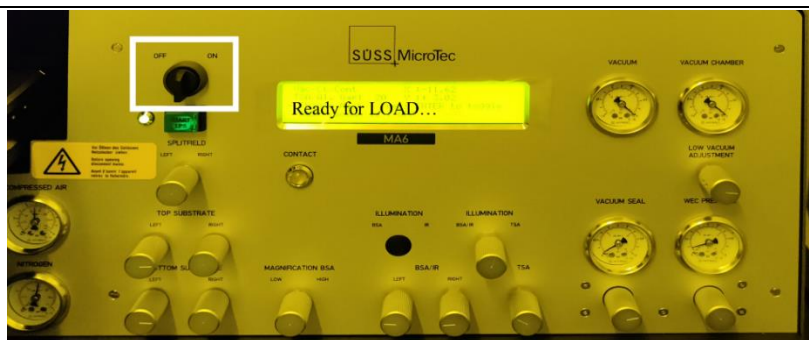 OFF ON
SÜSS MicroTec
Ready for LOAD…
MA6
SPLITFIELD
LEFT RIGHT
CONTACT
VACUUM
VACUUM CHAMBER
LOW VACUUM
ADJUSTMENT
COMPRESSED AIR
TOP SUBSTRATE
LEFT RIGHT
ILLUMINATION
BSA IR
ILLUMINATION
BSA/IR TSA
VACUUM SEAL
NITROGEN
LEFT RIGHT
MAGNIFICATION BSA
LOW HIGH
BSA/IR
LEFT RIGHT
TSA